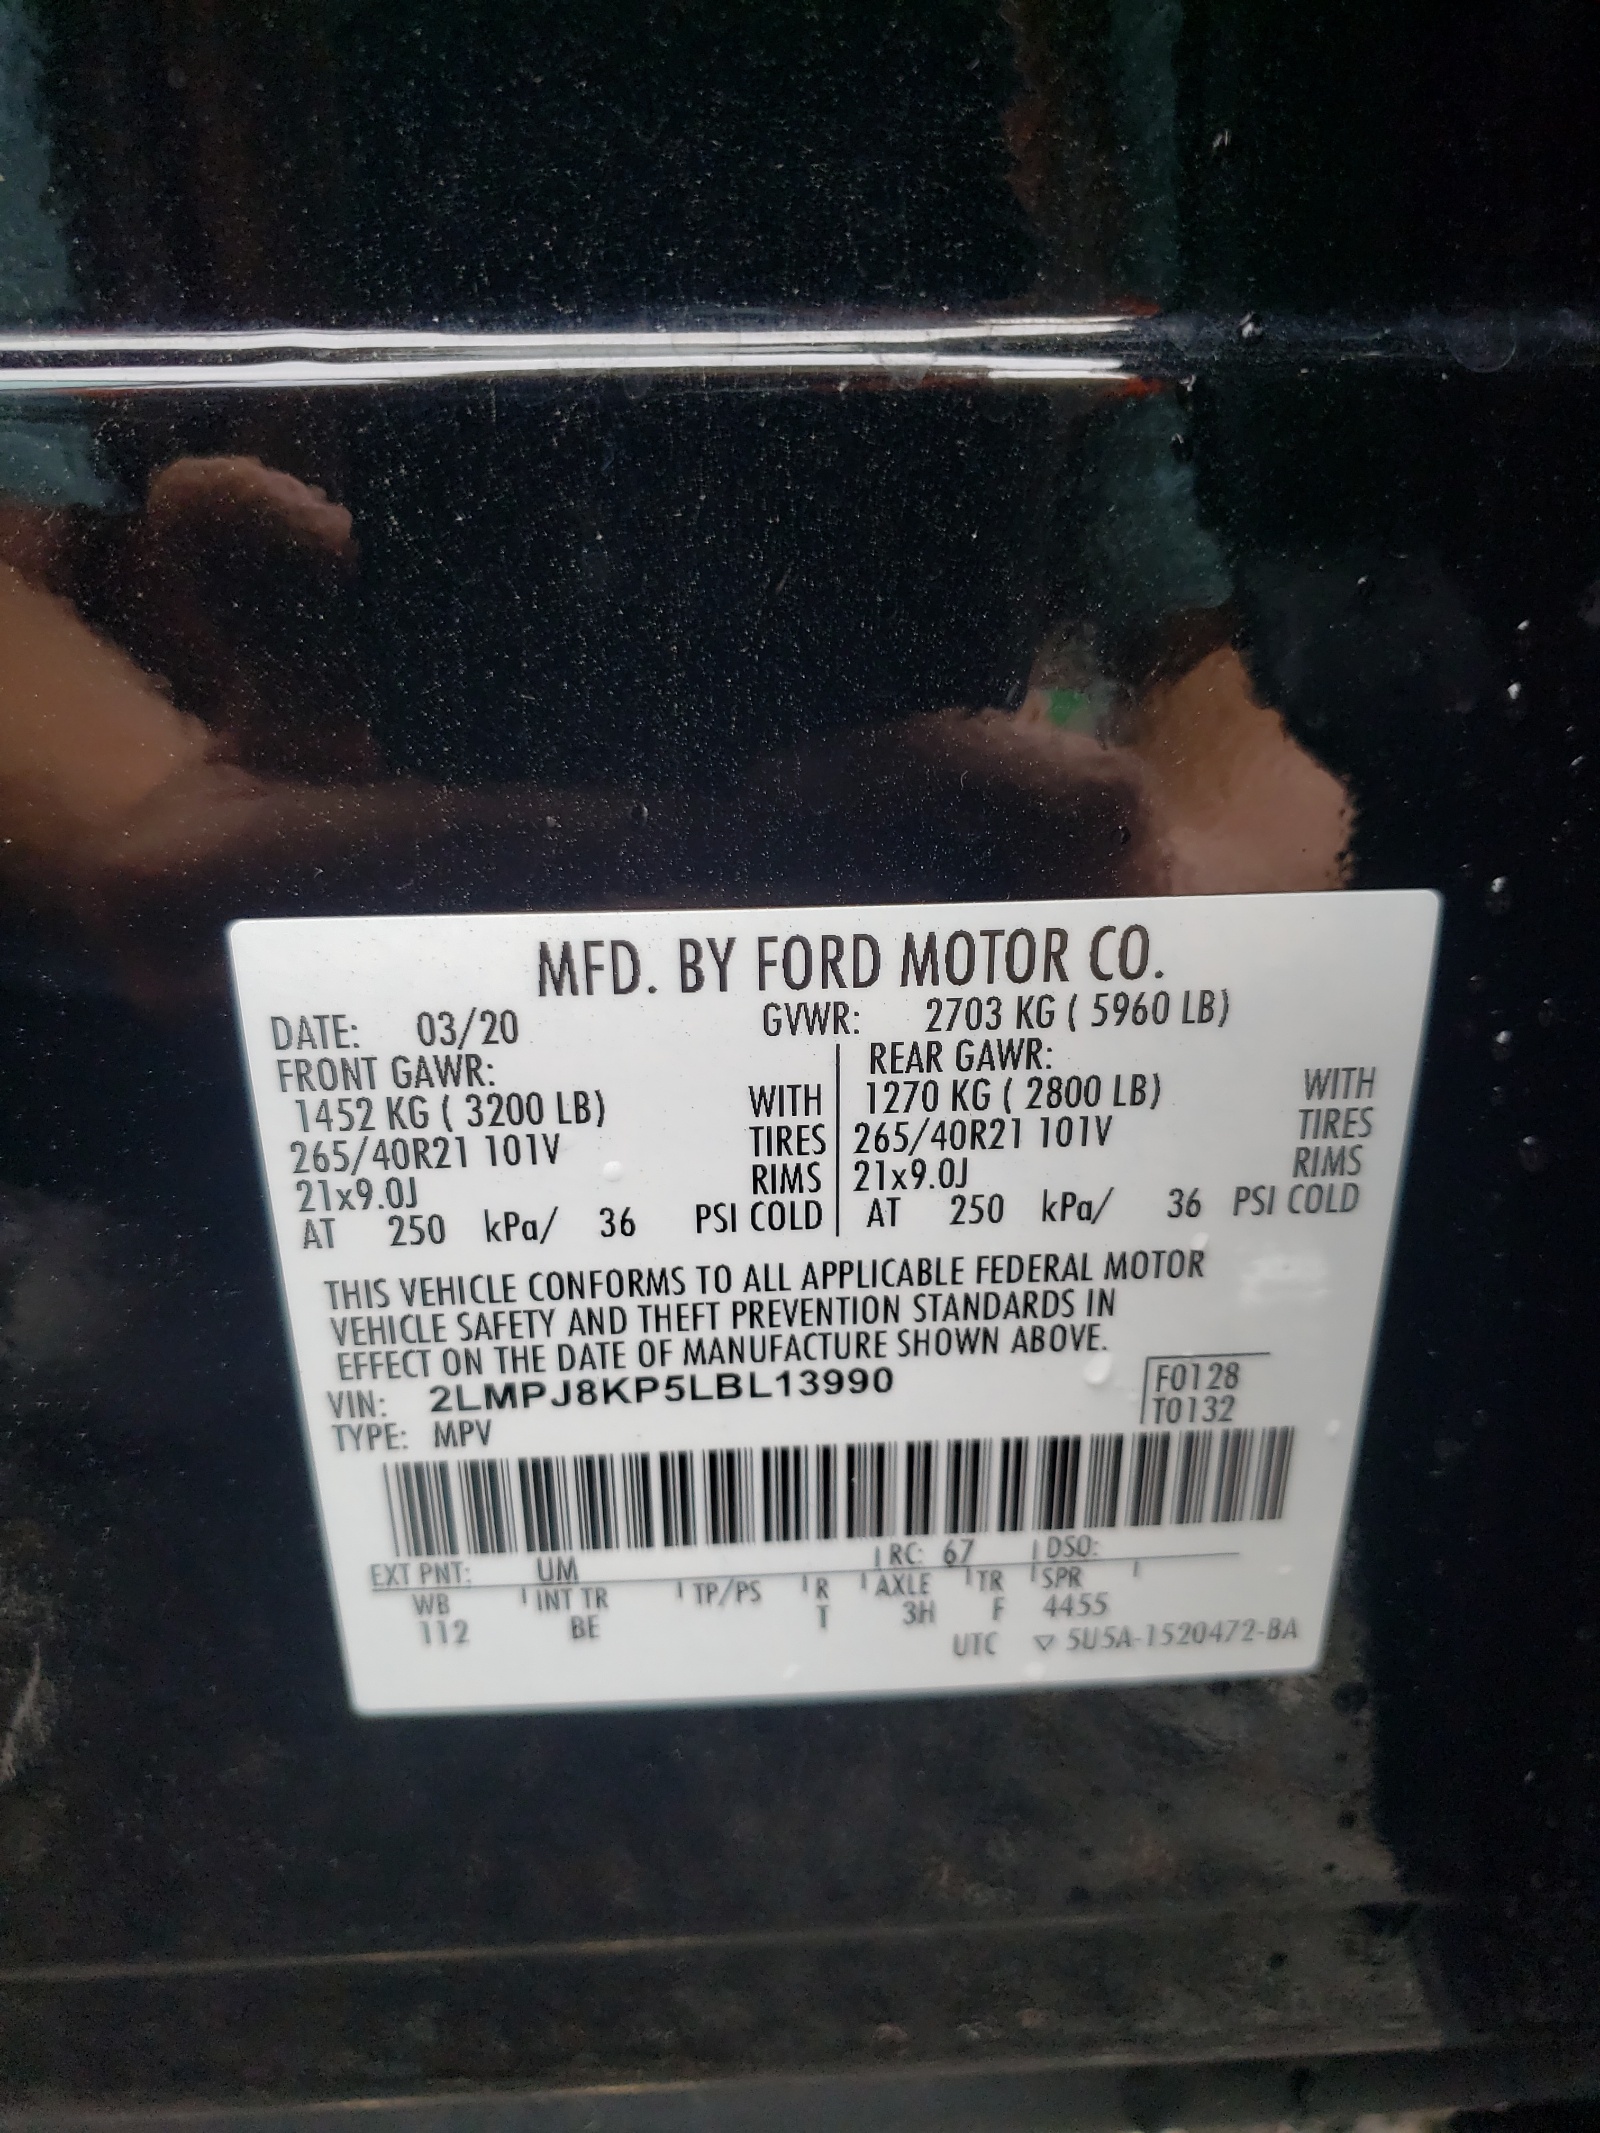 MFD. BY FORD MOTOR CO.
DATE: 03/20 GVWR: 2703 KG ( 5960 LB)
FRONT GAWR: REAR GAWR:
1452 KG ( 3200 LB) WITH 1270 KG ( 2800 LB) WITH
265/40R21 101V TIRES 265/40R21 101V TIRES
21x9.0J RIMS 21x9.0J RIMS
AT 250 kPa/ 36 PSI COLD AT 250 kPa/ 36 PSI COLD
THIS VEHICLE CONFORMS TO ALL APPLICABLE FEDERAL MOTOR
VEHICLE SAFETY AND THEFT PREVENTION STANDARDS IN
EFFECT ON THE DATE OF MANUFACTURE SHOWN ABOVE.
VIN: 2LMPJ8KP5LBL13990 F0128
TYPE: MPV T0132
EXT PNT: UM RC: 67 DSO:
WB INT TR TP/PS R AXLE TR SPR
112 BE T 3H F 4455
UTC ▽ 5U5A-1520472-BA